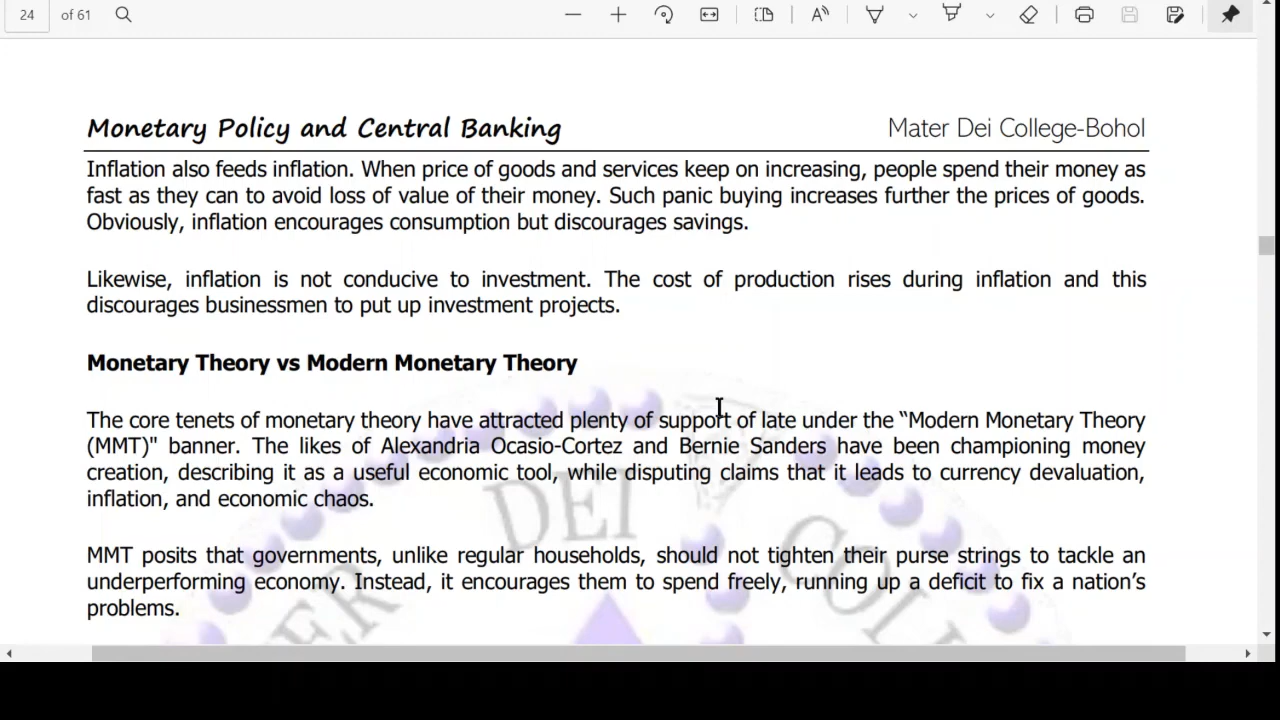 24 of 61
Monetary Policy and Central Banking Mater Dei College-Bohol
Inflation also feeds inflation. When price of goods and services keep on increasing, people spend their money as
fast as they can to avoid loss of value of their money. Such panic buying increases further the prices of goods.
Obviously, inflation encourages consumption but discourages savings.
Likewise, inflation is not conducive to investment. The cost of production rises during inflation and this
discourages businessmen to put up investment projects.
Monetary Theory vs Modern Monetary Theory
The core tenets of monetary theory have attracted plenty of support of late under the “Modern Monetary Theory
(MMT)" banner. The likes of Alexandria Ocasio-Cortez and Bernie Sanders have been championing money
creation, describing it as a useful economic tool, while disputing claims that it leads to currency devaluation,
inflation, and economic chaos.
MMT posits that governments, unlike regular households, should not tighten their purse strings to tackle an
underperforming economy. Instead, it encourages them to spend freely, running up a deficit to fix a nation’s
problems.
DEI